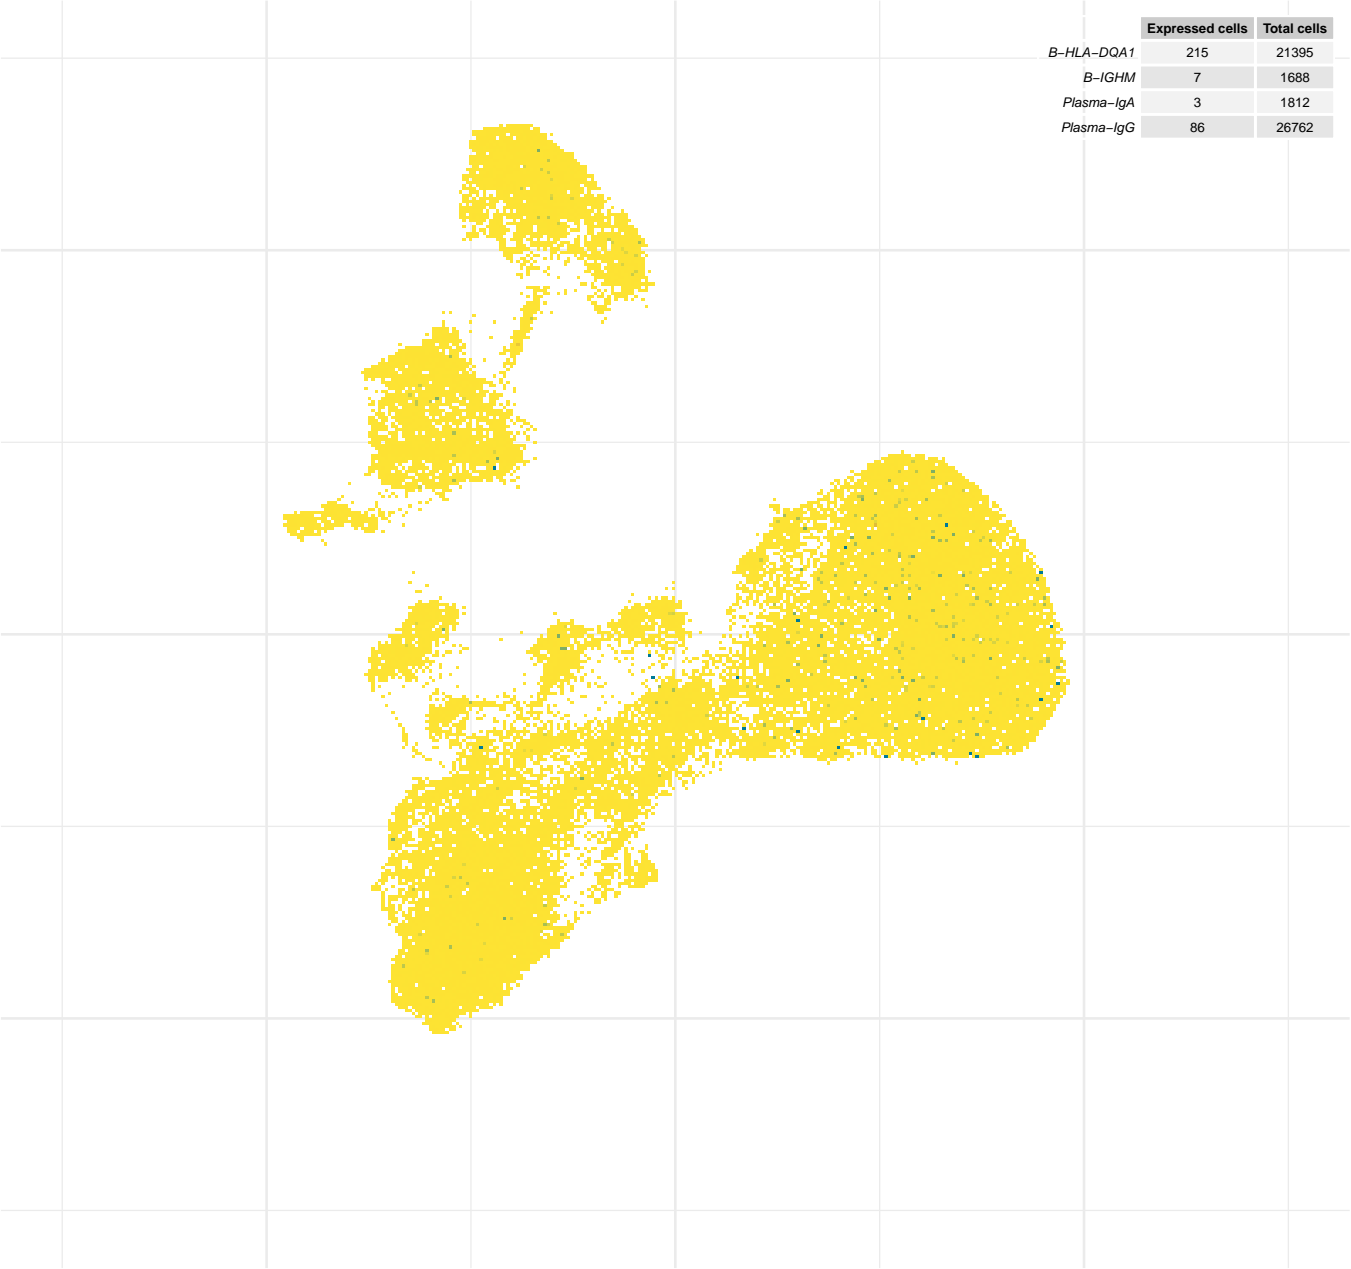 Expressed cells Total cells
B−HLA−DQA1 215 21395
B−IGHM 7 1688
Plasma−IgA 3 1812
Plasma−IgG 86 26762